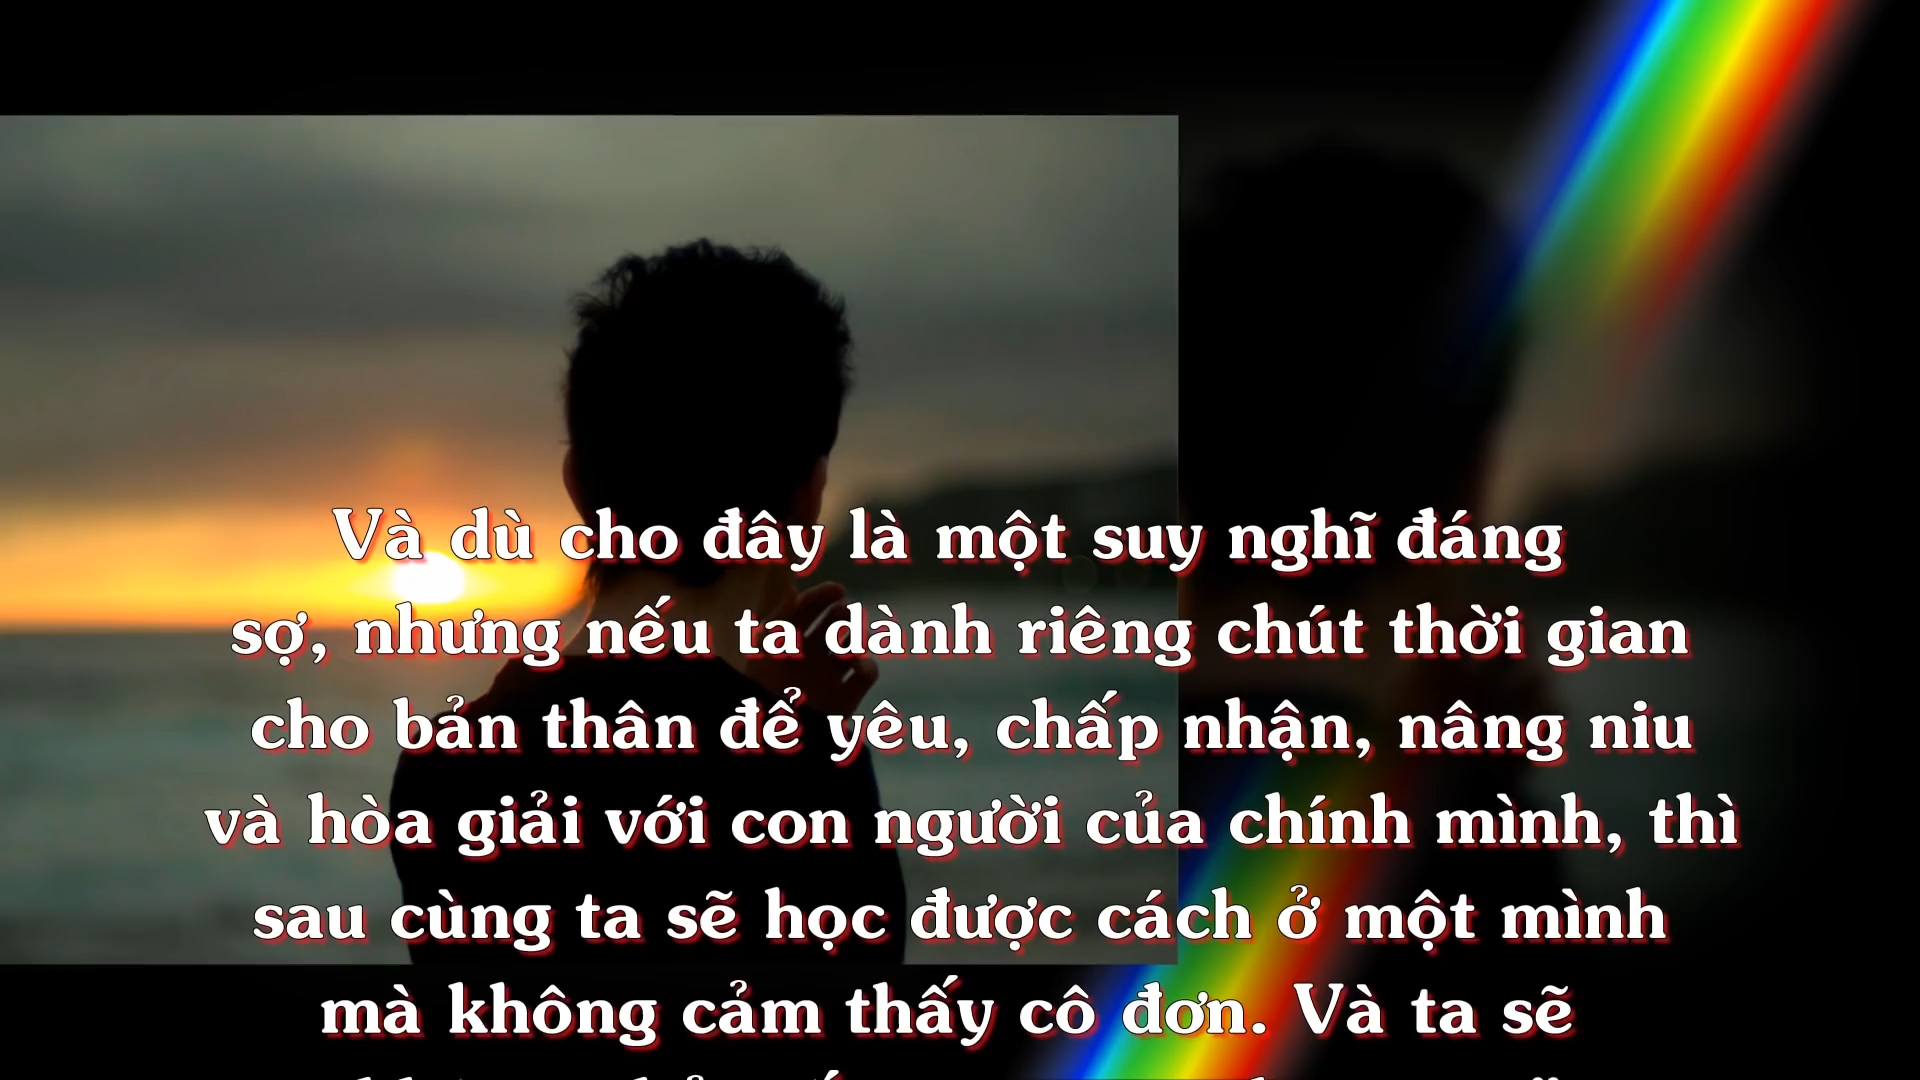 Và dù cho đây là một suy nghĩ đáng
sợ, nhưng nếu ta dành riêng chút thời gian
cho bản thân để yêu, chấp nhận, nâng niu
và hòa giải với con người của chính mình, thì
sau cùng ta sẽ học được cách ở một mình
mà không cảm thấy cô đơn. Và ta sẽ